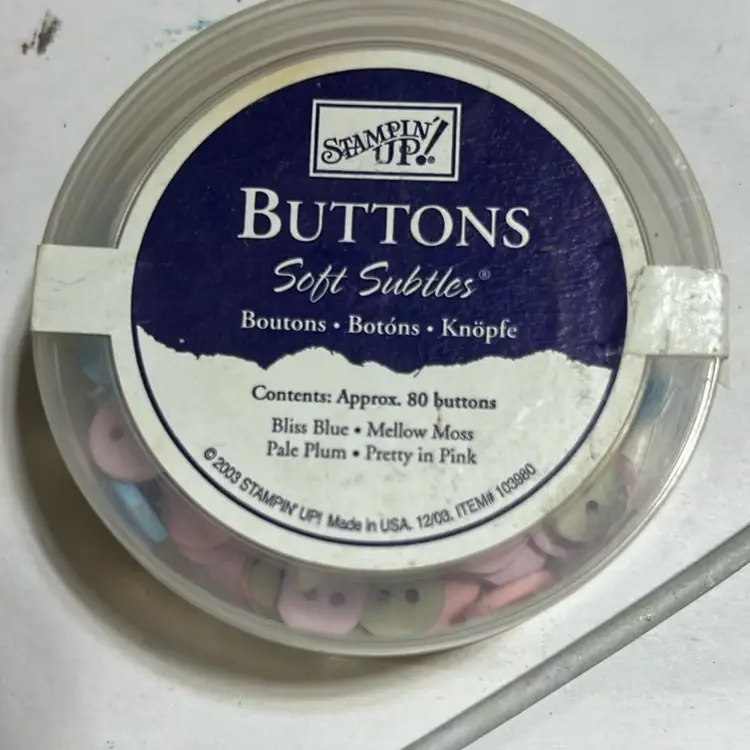 STAMPIN' UP!®
BUTTONS
Soft Subtles®
Boutons • Botóns • Knöpfe
Contents: Approx. 80 buttons
Bliss Blue • Mellow Moss
Pale Plum • Pretty in Pink
© 2003 STAMPIN' UP! Made in USA. 12/03. ITEM# 103980